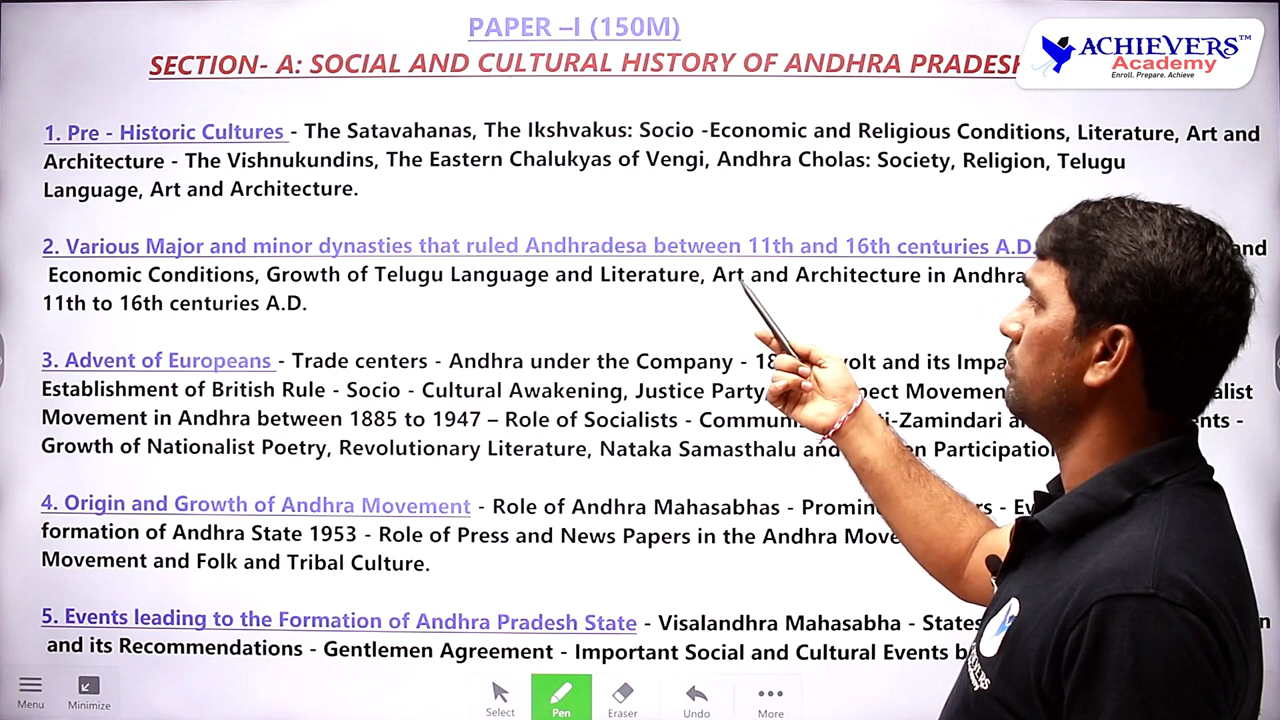 PAPER –I (150M)
SECTION- A: SOCIAL AND CULTURAL HISTORY OF ANDHRA PRADESH
ACHIEVERS™
Academy
Enroll. Prepare. Achieve
1. Pre - Historic Cultures - The Satavahanas, The Ikshvakus: Socio -Economic and Religious Conditions, Literature, Art and
Architecture - The Vishnukundins, The Eastern Chalukyas of Vengi, Andhra Cholas: Society, Religion, Telugu
Language, Art and Architecture.
2. Various Major and minor dynasties that ruled Andhradesa between 11th and 16th centuries A.D. and
Economic Conditions, Growth of Telugu Language and Literature, Art and Architecture in Andhra
11th to 16th centuries A.D.
3. Advent of Europeans - Trade centers - Andhra under the Company - 18 volt and its Impa
Establishment of British Rule - Socio - Cultural Awakening, Justice Party, pect Movemen alist
Movement in Andhra between 1885 to 1947 – Role of Socialists - Commun ti-Zamindari a nts -
Growth of Nationalist Poetry, Revolutionary Literature, Nataka Samasthalu and en Participation
4. Origin and Growth of Andhra Movement - Role of Andhra Mahasabhas - Promin rs - Ev
formation of Andhra State 1953 - Role of Press and News Papers in the Andhra Move
Movement and Folk and Tribal Culture.
5. Events leading to the Formation of Andhra Pradesh State - Visalandhra Mahasabha - States n
and its Recommendations - Gentlemen Agreement - Important Social and Cultural Events b
Menu
Minimize
Select
Pen
Eraser
Undo
More